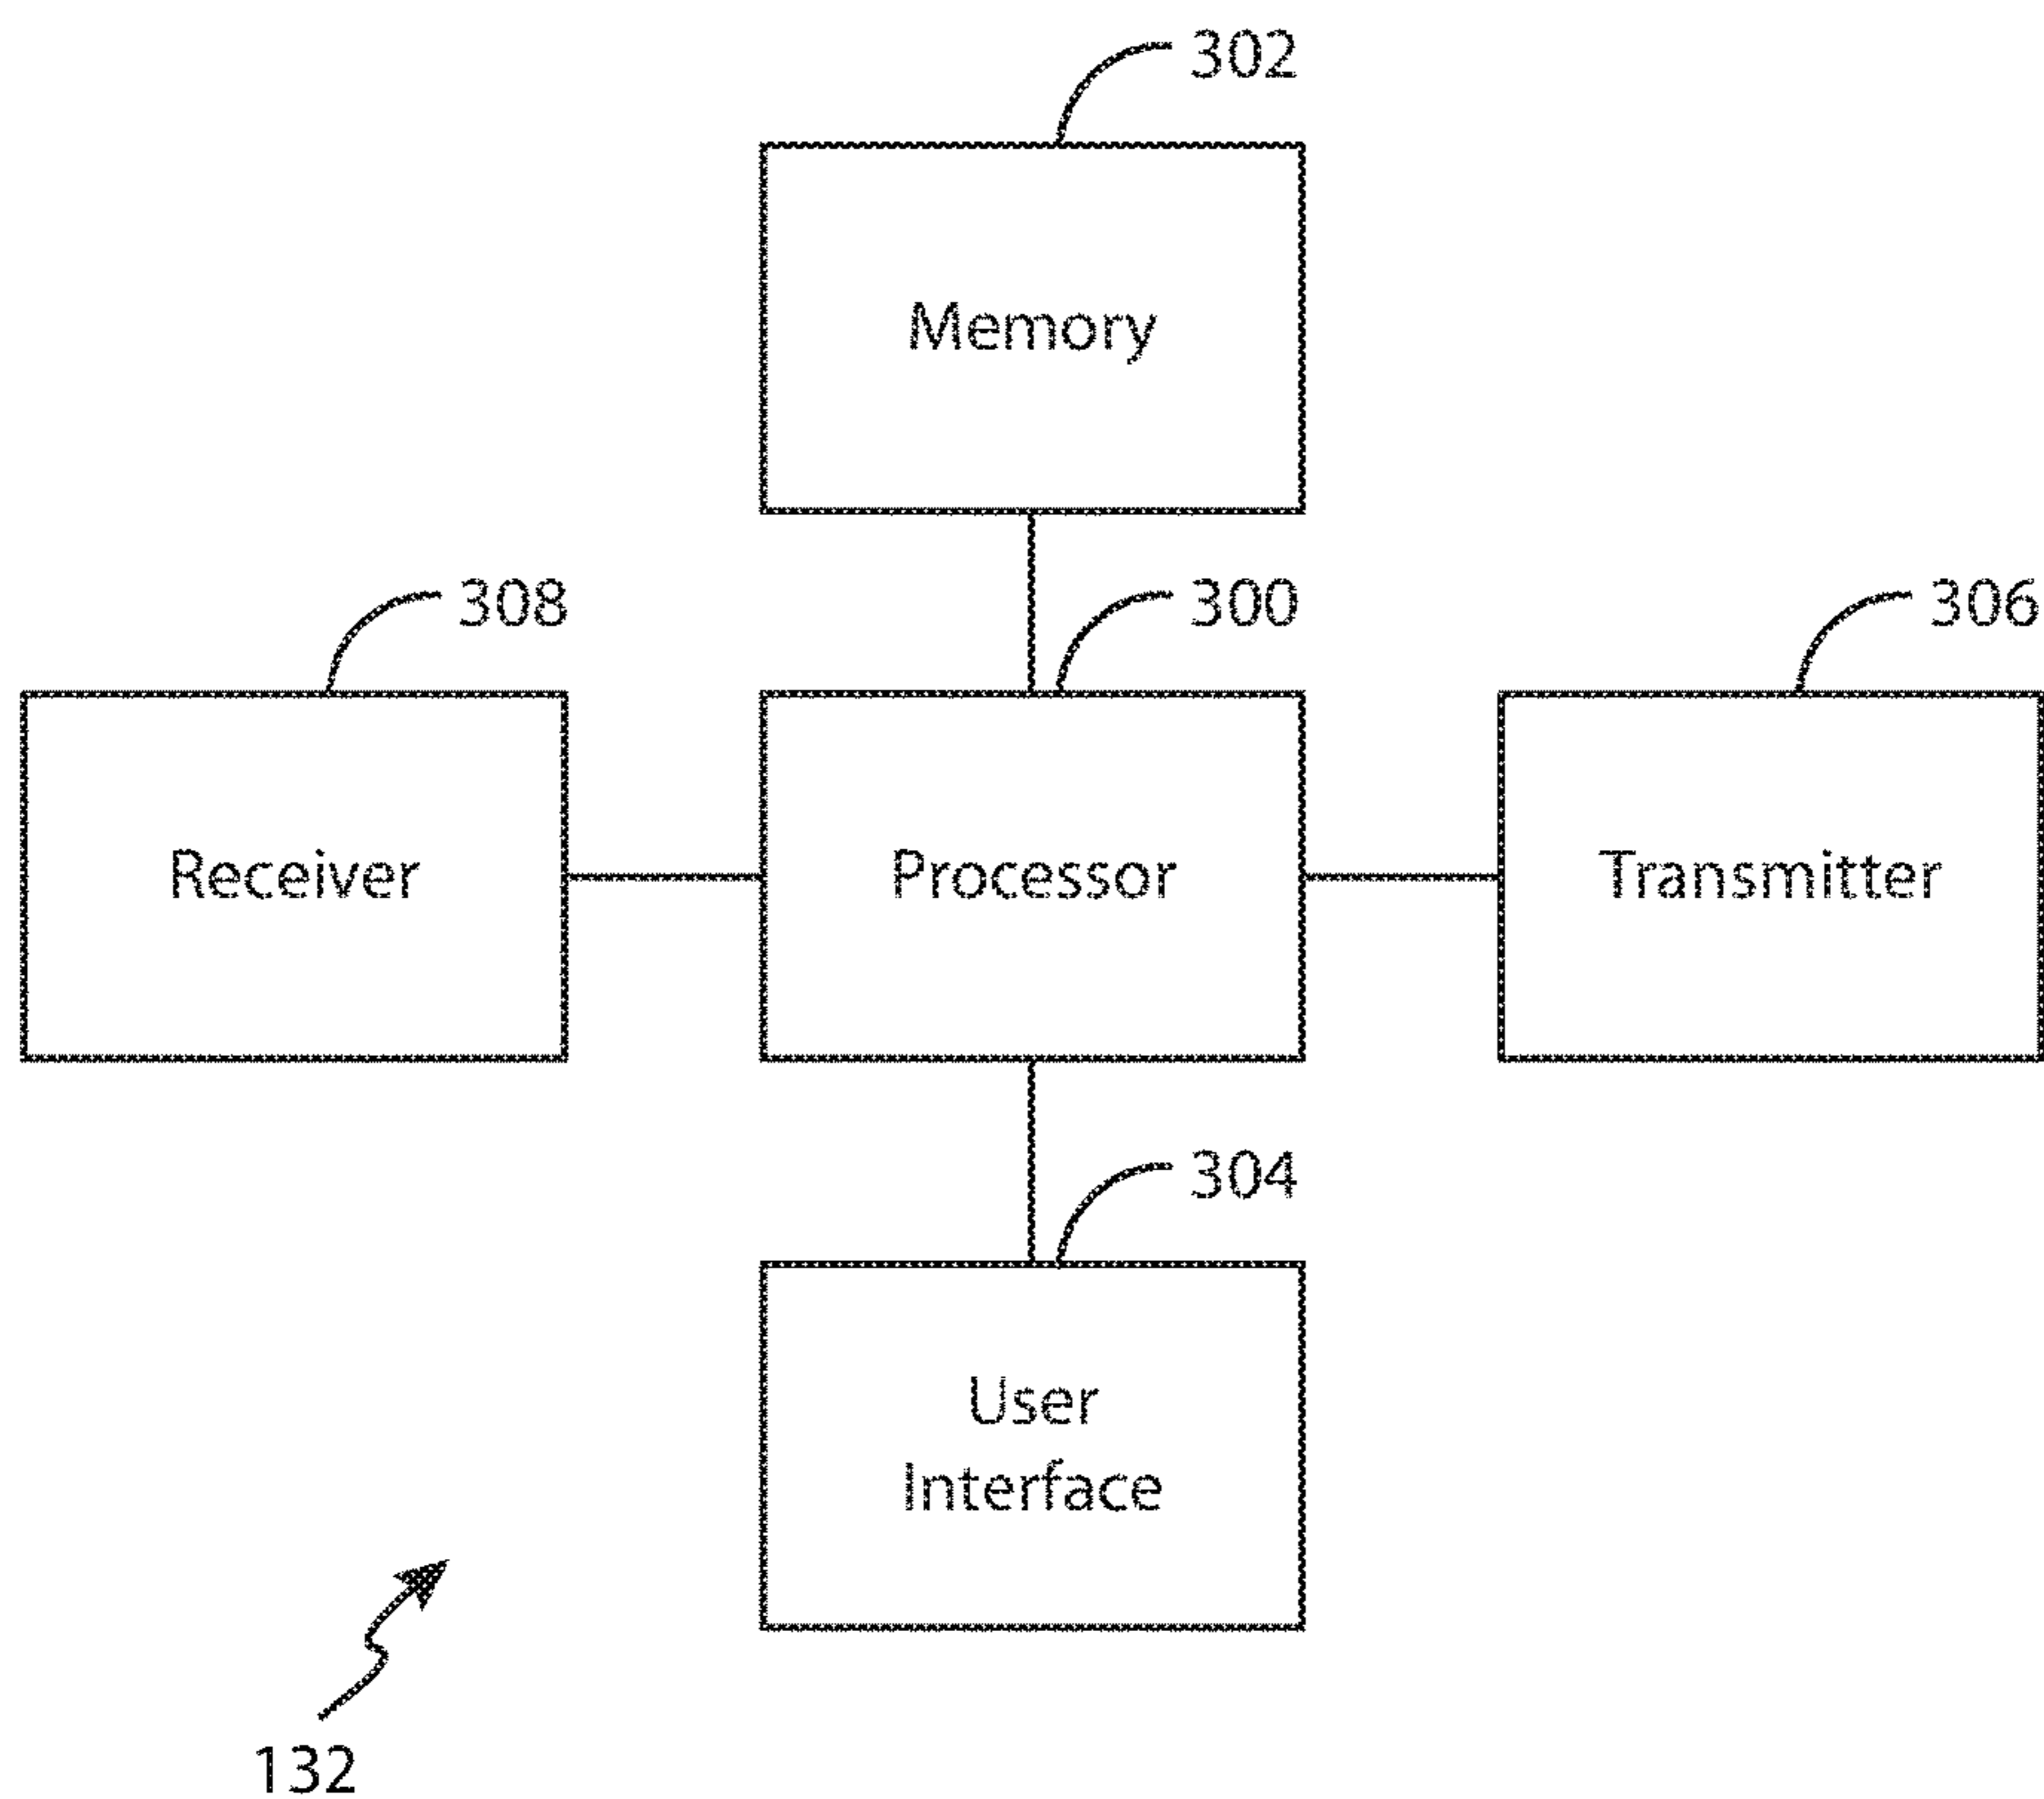 302
Memory
308
300
306
Receiver
Processor
Transmitter
304
User
Interface
132